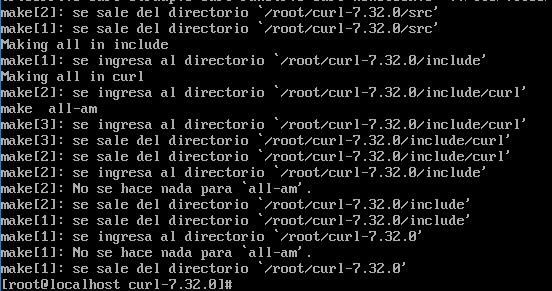 make[2]: se sale del directorio `/root/curl-7.32.0/src'
make[1]: se sale del directorio `/root/curl-7.32.0/src'
Making all in include
make[1]: se ingresa al directorio `/root/curl-7.32.0/include'
Making all in curl
make[2]: se ingresa al directorio `/root/curl-7.32.0/include/curl'
make  all-am
make[3]: se ingresa al directorio `/root/curl-7.32.0/include/curl'
make[3]: se sale del directorio `/root/curl-7.32.0/include/curl'
make[2]: se sale del directorio `/root/curl-7.32.0/include/curl'
make[2]: se ingresa al directorio `/root/curl-7.32.0/include'
make[2]: No se hace nada para `all-am'.
make[2]: se sale del directorio `/root/curl-7.32.0/include'
make[1]: se sale del directorio `/root/curl-7.32.0/include'
make[1]: se ingresa al directorio `/root/curl-7.32.0'
make[1]: No se hace nada para `all-am'.
make[1]: se sale del directorio `/root/curl-7.32.0'
[root@localhost curl-7.32.0]#